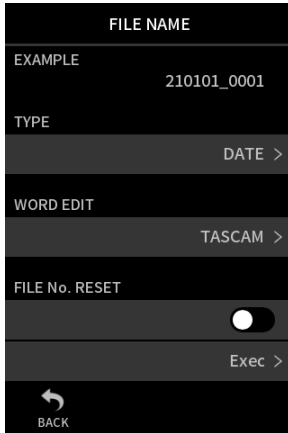 FILE NAME
EXAMPLE
210101_0001
TYPE
DATE >
WORD EDIT
TASCAM >
FILE No. RESET
Exec >
BACK